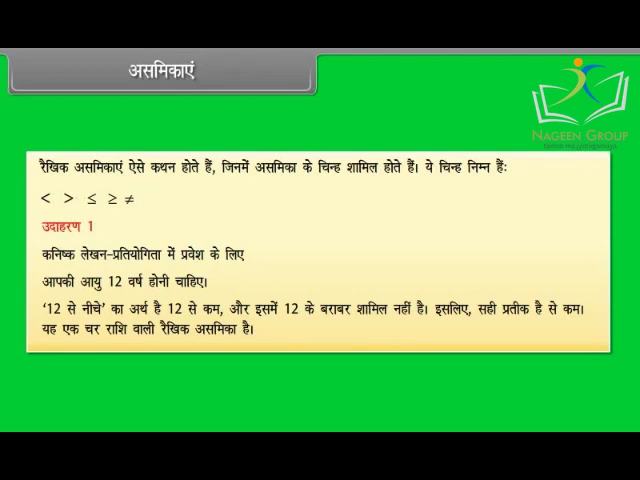 असमिकाएं
NAGEEN GROUP
रैखिक असमिकाएं ऐसे कथन होते हैं, जिनमें असमिका के चिन्ह शामिल होते हैं। ये चिन्ह निम्न हैं:
< > ≤ ≥ ≠
उदाहरण 1
कनिष्क लेखन-प्रतियोगिता में प्रवेश के लिए
आपकी आयु 12 वर्ष होनी चाहिए।
‘12 से नीचे’ का अर्थ है 12 से कम, और इसमें 12 के बराबर शामिल नहीं है। इसलिए, सही प्रतीक है से कम।
यह एक चर राशि वाली रैखिक असमिका है।